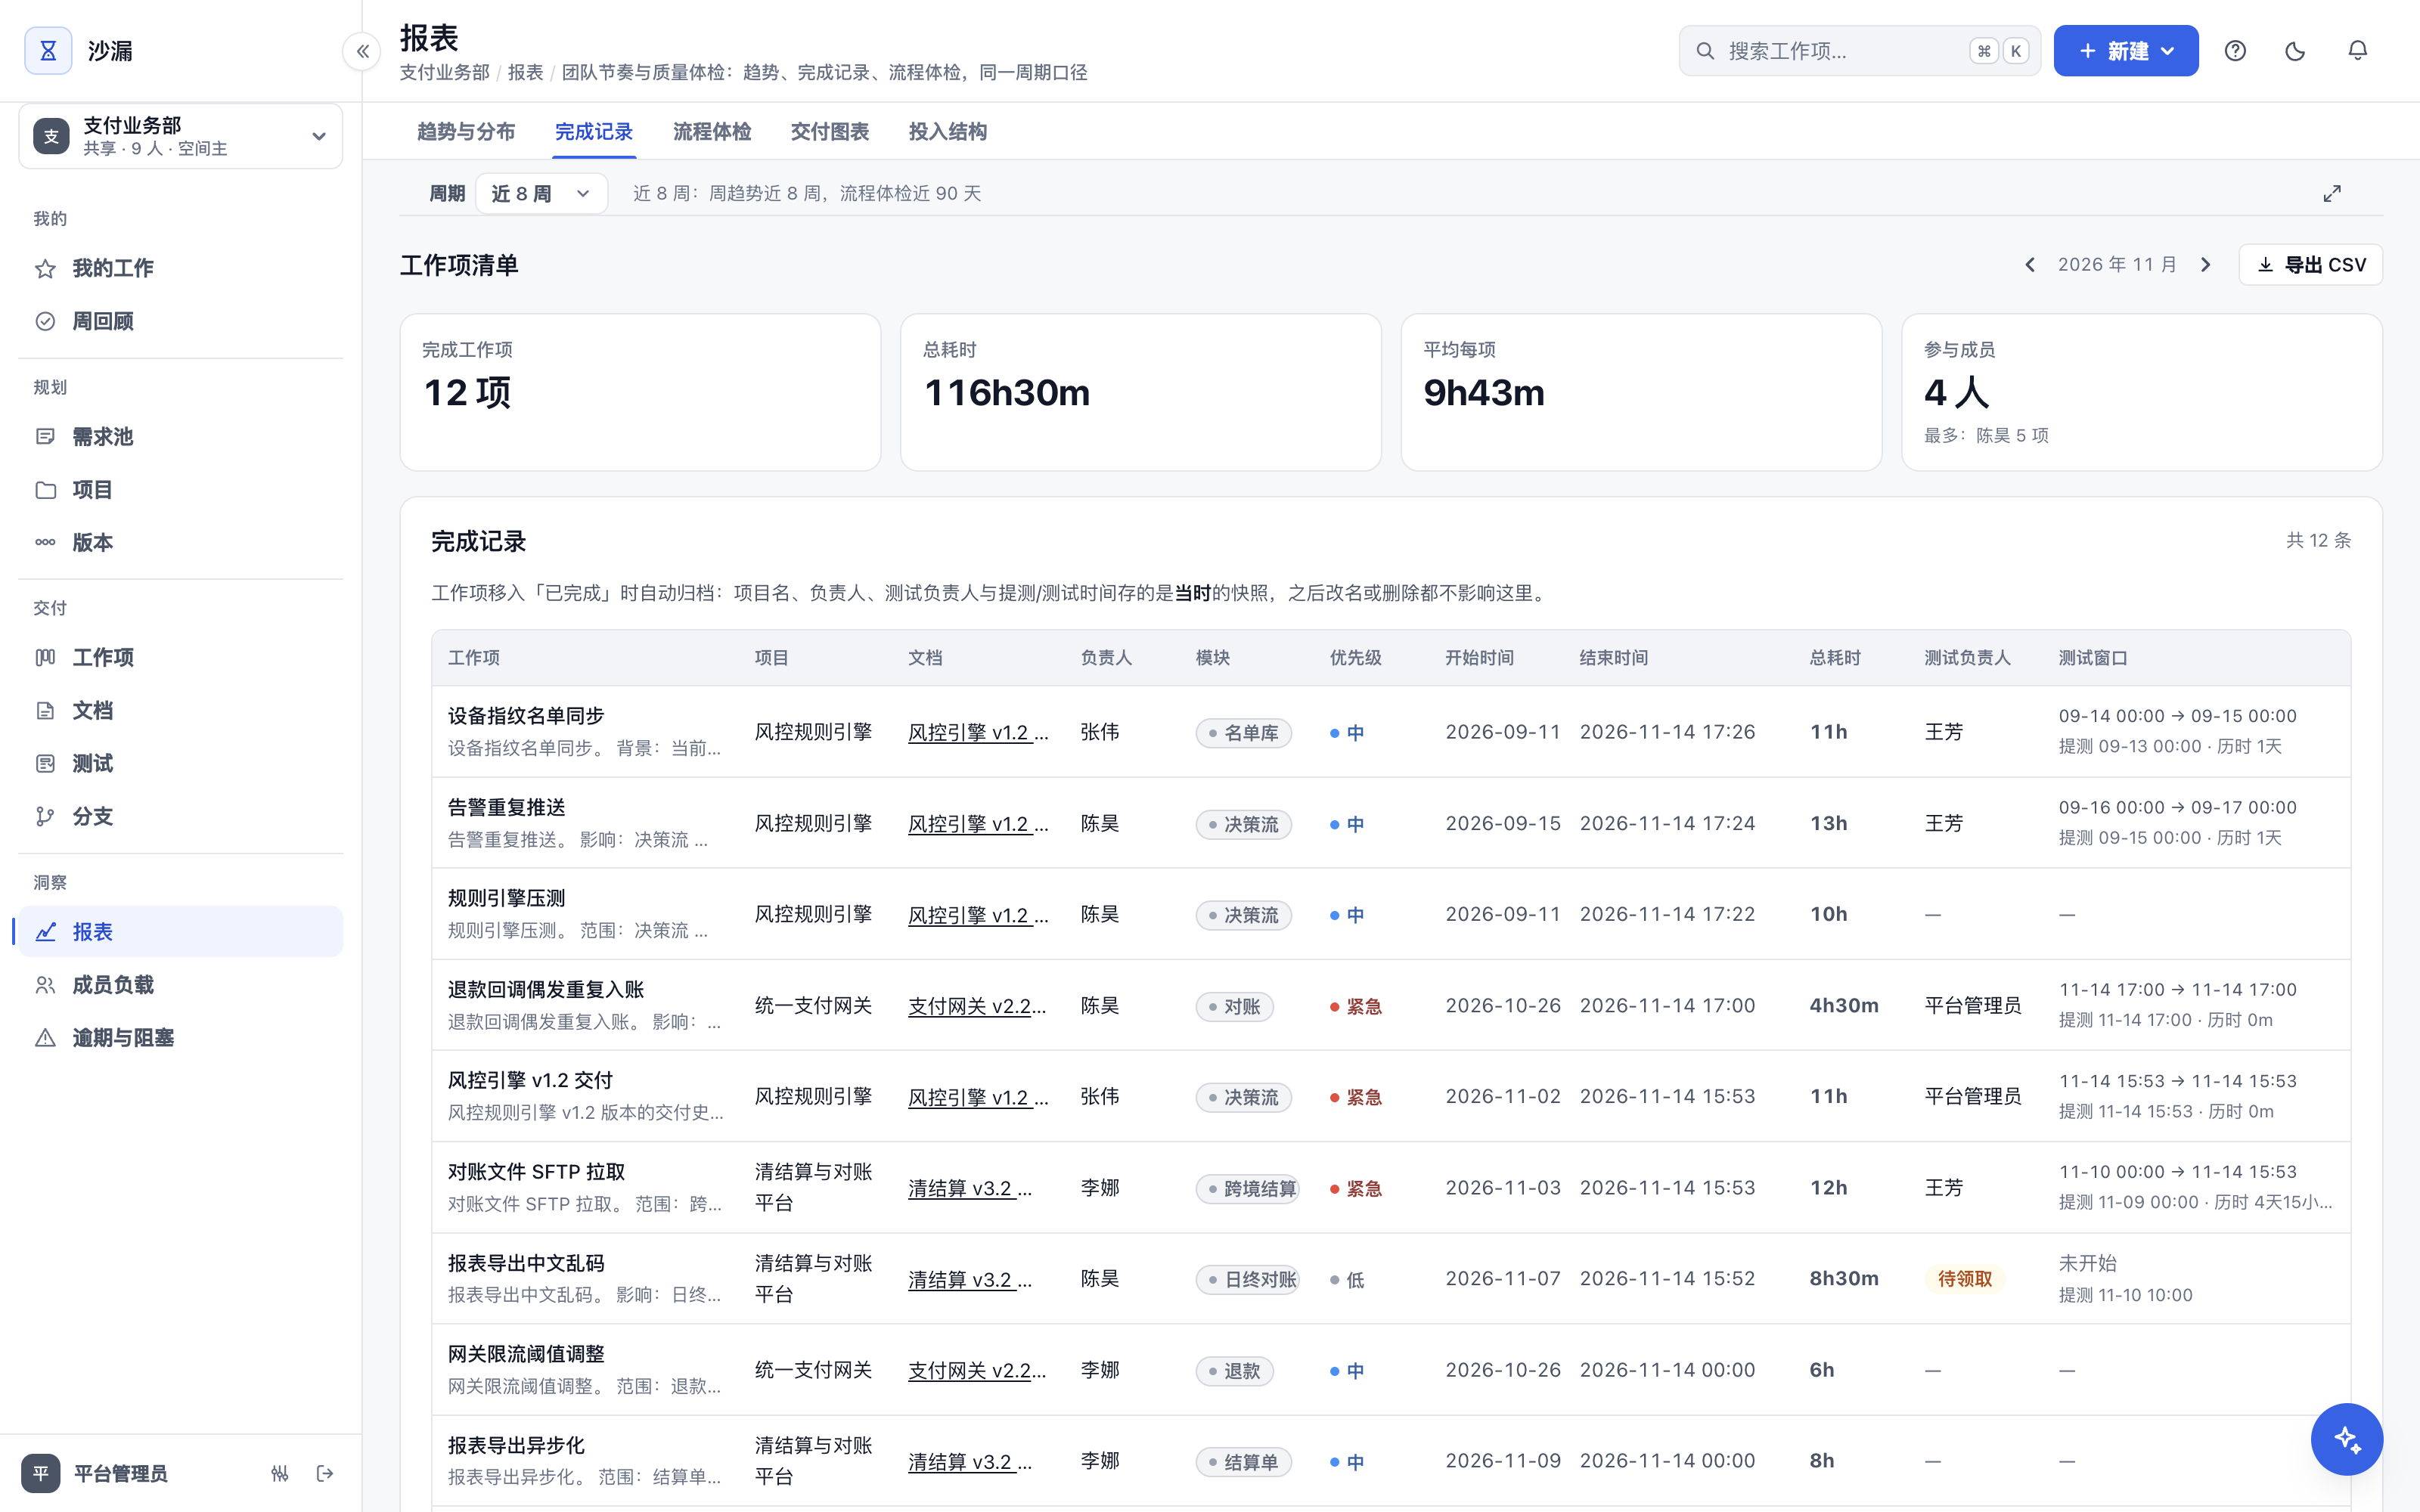 沙漏
报表
支付业务部 / 报表 / 团队节奏与质量体检：趋势、完成记录、流程体检，同一周期口径
搜索工作项... ⌘ K
新建
支 支付业务部
共享 · 9 人 · 空间主
我的
我的工作
周回顾
规划
需求池
项目
版本
交付
工作项
文档
测试
分支
洞察
报表
成员负载
逾期与阻塞
平 平台管理员
趋势与分布 完成记录 流程体检 交付图表 投入结构
周期 近 8 周 近 8 周：周趋势近 8 周，流程体检近 90 天
工作项清单 2026 年 11 月 导出 CSV
完成工作项
12 项
总耗时
116h30m
平均每项
9h43m
参与成员
4 人
最多：陈昊 5 项
完成记录 共 12 条
工作项移入「已完成」时自动归档：项目名、负责人、测试负责人与提测/测试时间存的是当时的快照，之后改名或删除都不影响这里。
工作项 项目 文档 负责人 模块 优先级 开始时间 结束时间 总耗时 测试负责人 测试窗口
设备指纹名单同步 风控规则引擎 风控引擎 v1.2 ... 张伟 名单库 中 2026-09-11 2026-11-14 17:26 11h 王芳 09-14 00:00 → 09-15 00:00
设备指纹名单同步。 背景：当前... 提测 09-13 00:00 · 历时 1天
告警重复推送 风控规则引擎 风控引擎 v1.2 ... 陈昊 决策流 中 2026-09-15 2026-11-14 17:24 13h 王芳 09-16 00:00 → 09-17 00:00
告警重复推送。 影响：决策流 ... 提测 09-15 00:00 · 历时 1天
规则引擎压测 风控规则引擎 风控引擎 v1.2 ... 陈昊 决策流 中 2026-09-11 2026-11-14 17:22 10h — —
规则引擎压测。 范围：决策流 ...
退款回调偶发重复入账 统一支付网关 支付网关 v2.2... 陈昊 对账 紧急 2026-10-26 2026-11-14 17:00 4h30m 平台管理员 11-14 17:00 → 11-14 17:00
退款回调偶发重复入账。 影响：... 提测 11-14 17:00 · 历时 0m
风控引擎 v1.2 交付 风控规则引擎 风控引擎 v1.2 ... 张伟 决策流 紧急 2026-11-02 2026-11-14 15:53 11h 平台管理员 11-14 15:53 → 11-14 15:53
风控规则引擎 v1.2 版本的交付史... 提测 11-14 15:53 · 历时 0m
对账文件 SFTP 拉取 清结算与对账平台 清结算 v3.2 ... 李娜 跨境结算 紧急 2026-11-03 2026-11-14 15:53 12h 王芳 11-10 00:00 → 11-14 15:53
对账文件 SFTP 拉取。 范围：跨... 提测 11-09 00:00 · 历时 4天15小...
报表导出中文乱码 清结算与对账平台 清结算 v3.2 ... 陈昊 日终对账 低 2026-11-07 2026-11-14 15:52 8h30m 待领取 未开始
报表导出中文乱码。 影响：日终... 提测 11-10 10:00
网关限流阈值调整 统一支付网关 支付网关 v2.2... 李娜 退款 中 2026-10-26 2026-11-14 00:00 6h — —
网关限流阈值调整。 范围：退款...
报表导出异步化 清结算与对账平台 清结算 v3.2 ... 李娜 结算单 中 2026-11-09 2026-11-14 00:00 8h — —
报表导出异步化。 范围：结算单...